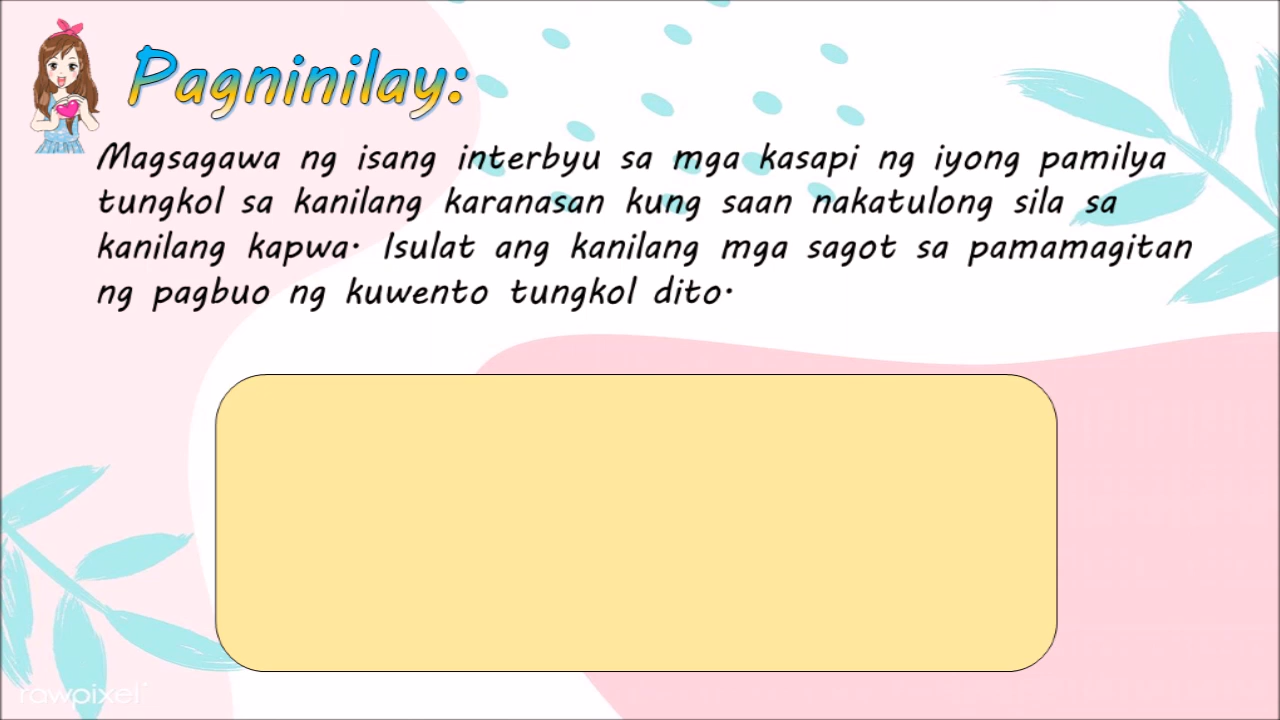 Pagninilay:
Magsagawa ng isang interbyu sa mga kasapi ng iyong pamilya
tungkol sa kanilang karanasan kung saan nakatulong sila sa
kanilang kapwa. Isulat ang kanilang mga sagot sa pamamagitan
ng pagbuo ng kuwento tungkol dito.
rawpixel